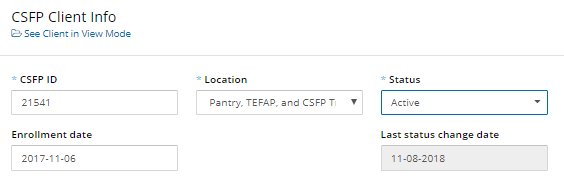 CSFP Client Info
See Client in View Mode
* CSFP ID
* Location
* Status
21541
Pantry, TEFAP, and CSFP
Active
Enrollment date
Last status change date
2017-11-06
11-08-2018